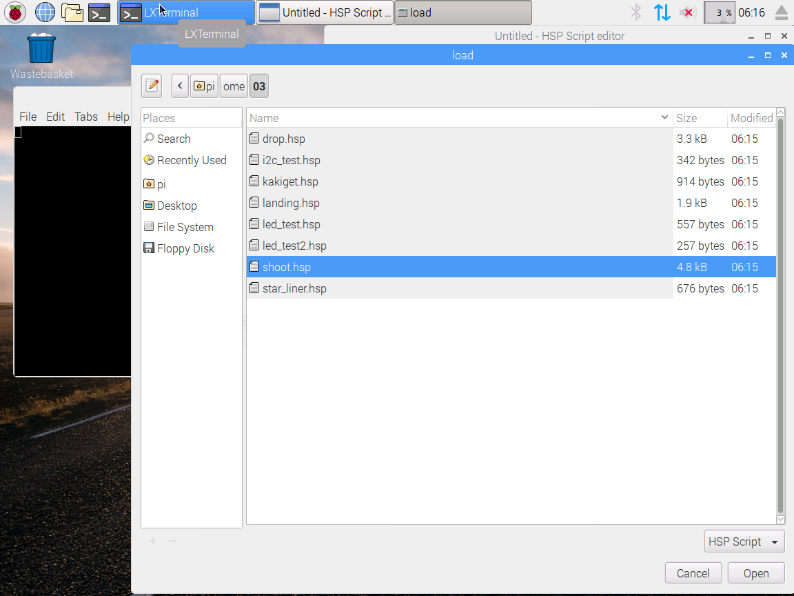 LXTerminal
Untitled - HSP Script ..
load
3 %
06:16
LXTerminal
Untitled - HSP Script editor
Wastebasket
load
pi
ome
03
File Edit Tabs Help
Places
Name
Size
Modified
Search
drop.hsp
3.3 kB
06:15
Recently Used
i2c_test.hsp
342 bytes
06:15
pi
kakiget.hsp
914 bytes
06:15
Desktop
landing.hsp
1.9 kB
06:15
File System
led_test.hsp
557 bytes
06:15
Floppy Disk
led_test2.hsp
257 bytes
06:15
shoot.hsp
4.8 kB
06:15
star_liner.hsp
676 bytes
06:15
HSP Script
Cancel
Open